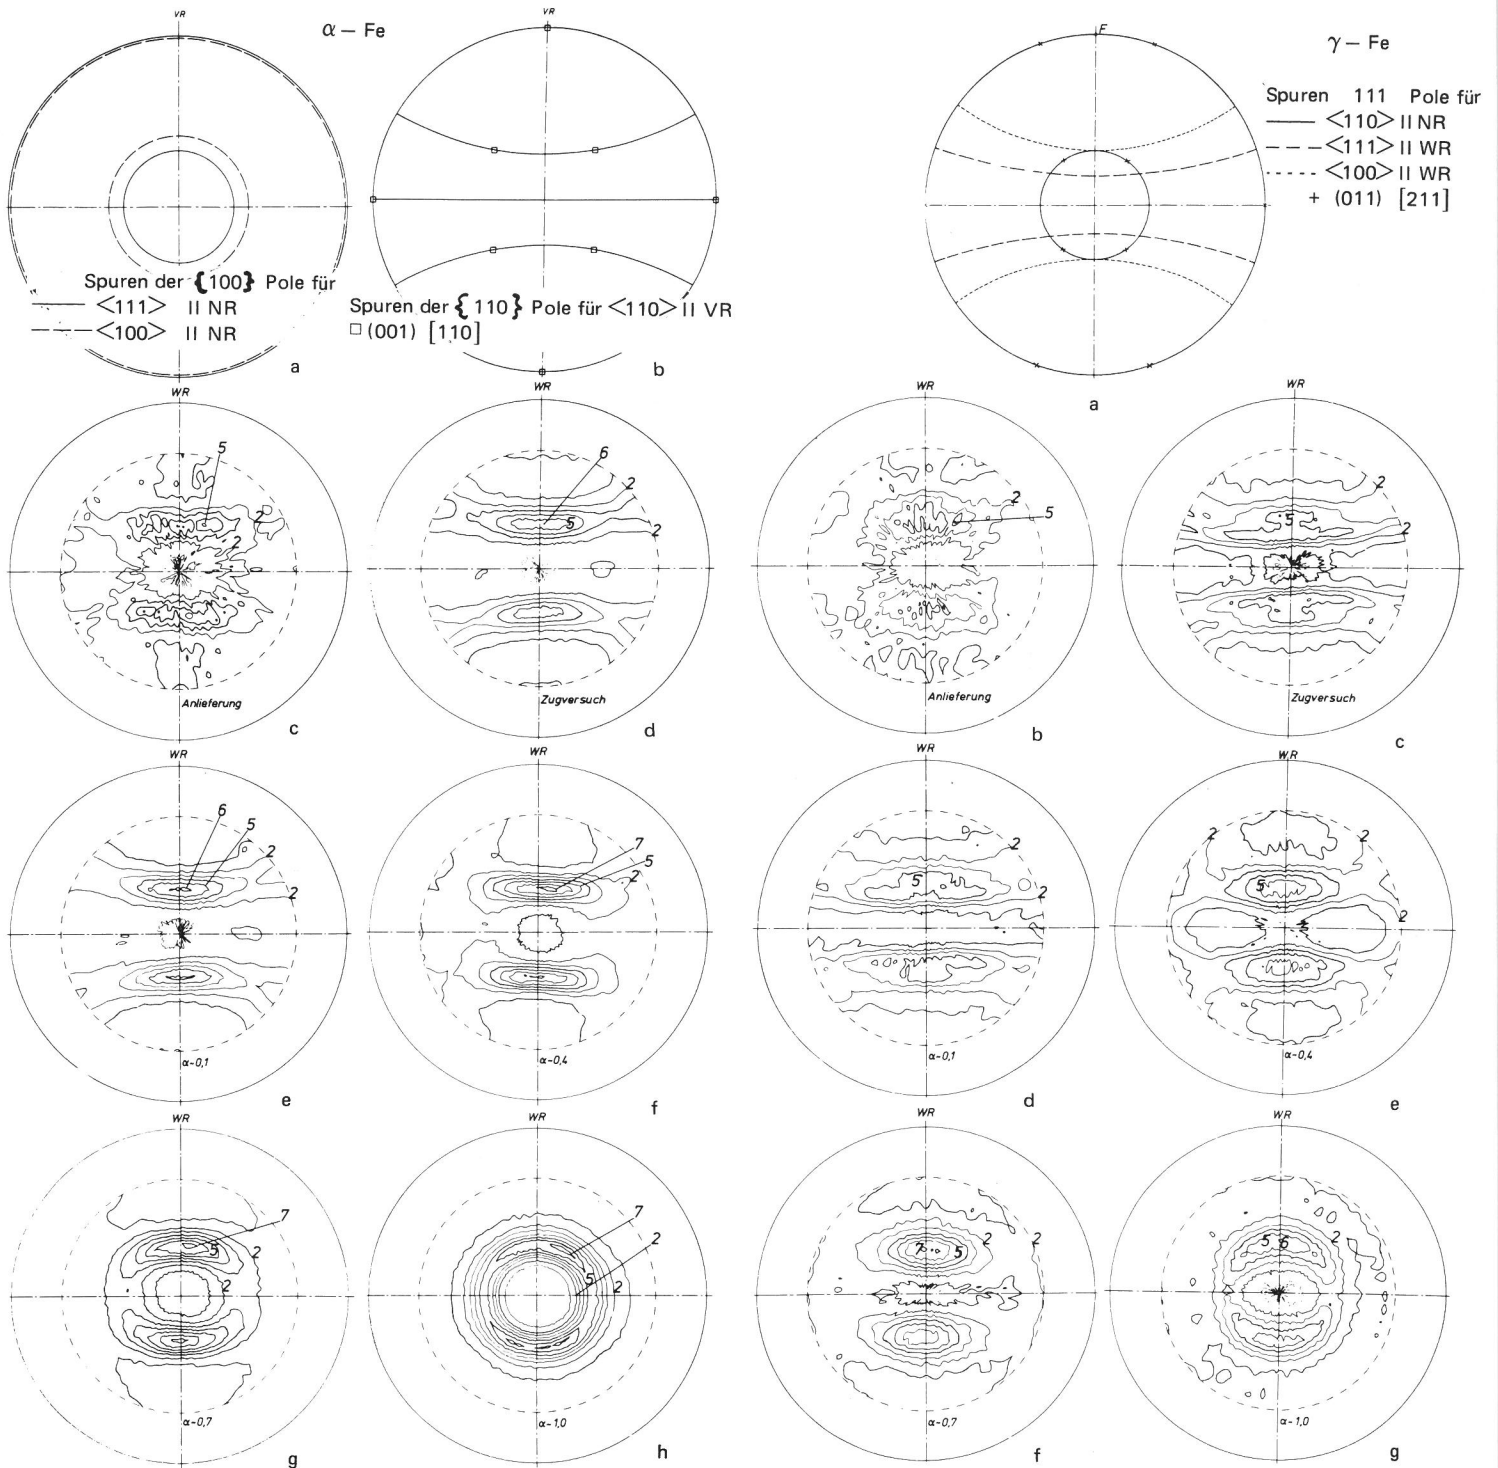 VR
α – Fe
VR
F
γ – Fe
Spuren 111 Pole für
<110> II NR
<111> II WR
<100> II WR
+ (011) [211]
Spuren der {100} Pole für
<111> II NR
<100> II NR
a
Spuren der {110} Pole für <110> II VR
□ (001) [110]
b
a
WR
5
2
2
Anlieferung
c
WR
6
2
5
2
Zugversuch
d
WR
2
5
Anlieferung
b
WR
2
5
2
Zugversuch
c
WR
6
5
2
2
α-0,1
e
WR
7
5
2
α-0,4
f
WR
2
5
2
α-0,1
d
WR
2
2
5
2
α-0,4
e
WR
7
5
2
2
α-0,7
g
WR
7
2
5
2
α-1,0
h
WR
2
2
7
5
α-0,7
f
WR
5
6
2
α-1,0
g